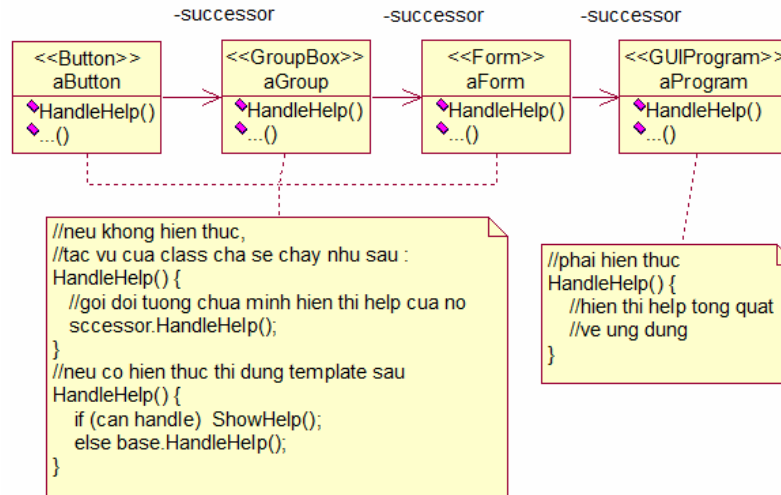 -successor
-successor
-successor
<<Button>>
aButton
HandleHelp()
...()
<<GroupBox>>
aGroup
HandleHelp()
...()
<<Form>>
aForm
HandleHelp()
...()
<<GUIProgram>>
aProgram
HandleHelp()
...()
//neu khong hien thuc,
//tac vu cua class cha se chay nhu sau :
HandleHelp() {
//goi doi tuong chua minh hien thi help cua no
sccessor.HandleHelp();
}
//neu co hien thuc thi dung template sau
HandleHelp() {
if (can handle) ShowHelp();
else base.HandleHelp();
}
//phai hien thuc
HandleHelp() {
//hien thi help tong quat
//ve ung dung
}